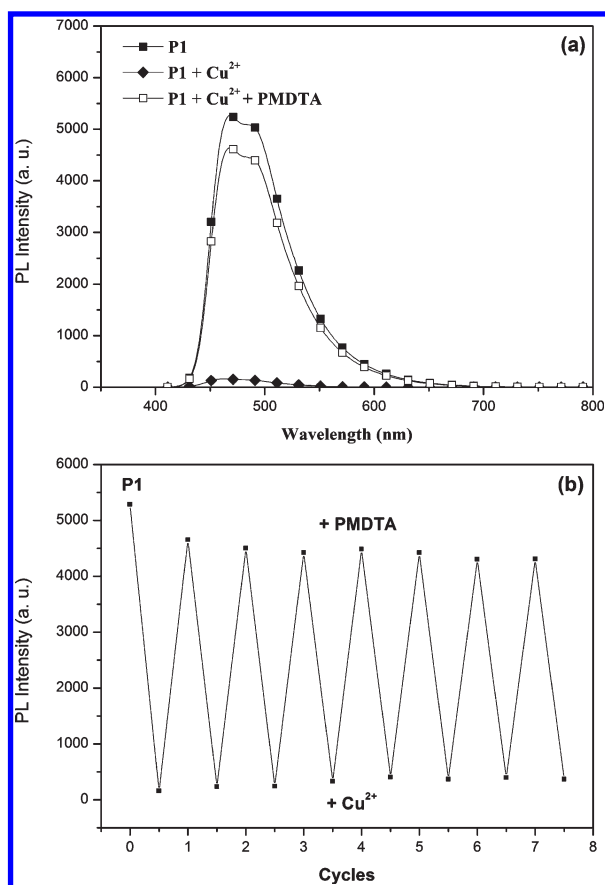 7000
6000
5000
4000
3000
2000
1000
0
PL Intensity (a. u.)
P1
P1 + Cu²⁺
P1 + Cu²⁺ + PMDTA
(a)
400 500 600 700 800
Wavelength (nm)
6000
5000
4000
3000
2000
1000
0
PL Intensity (a. u.)
P1
(b)
+ PMDTA
+ Cu²⁺
0 1 2 3 4 5 6 7 8
Cycles